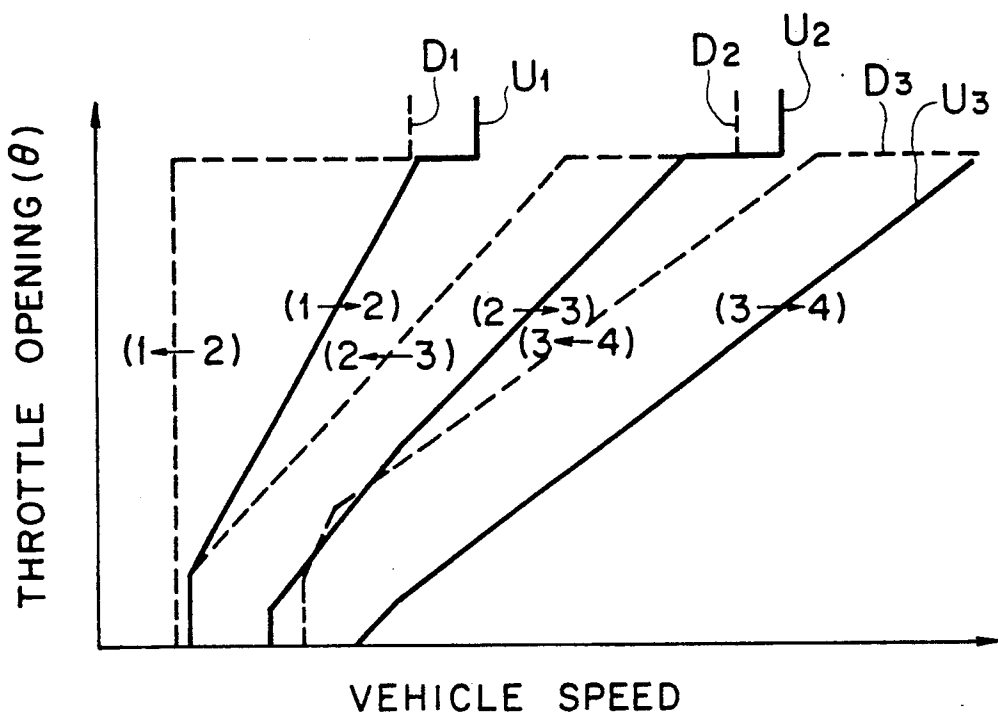 D1
U1
D2
U2
D3
U3
THROTTLE OPENING (θ)
(1→2)
(2→3)
(3→4)
(1←2)
(2←3)
(3←4)
VEHICLE SPEED